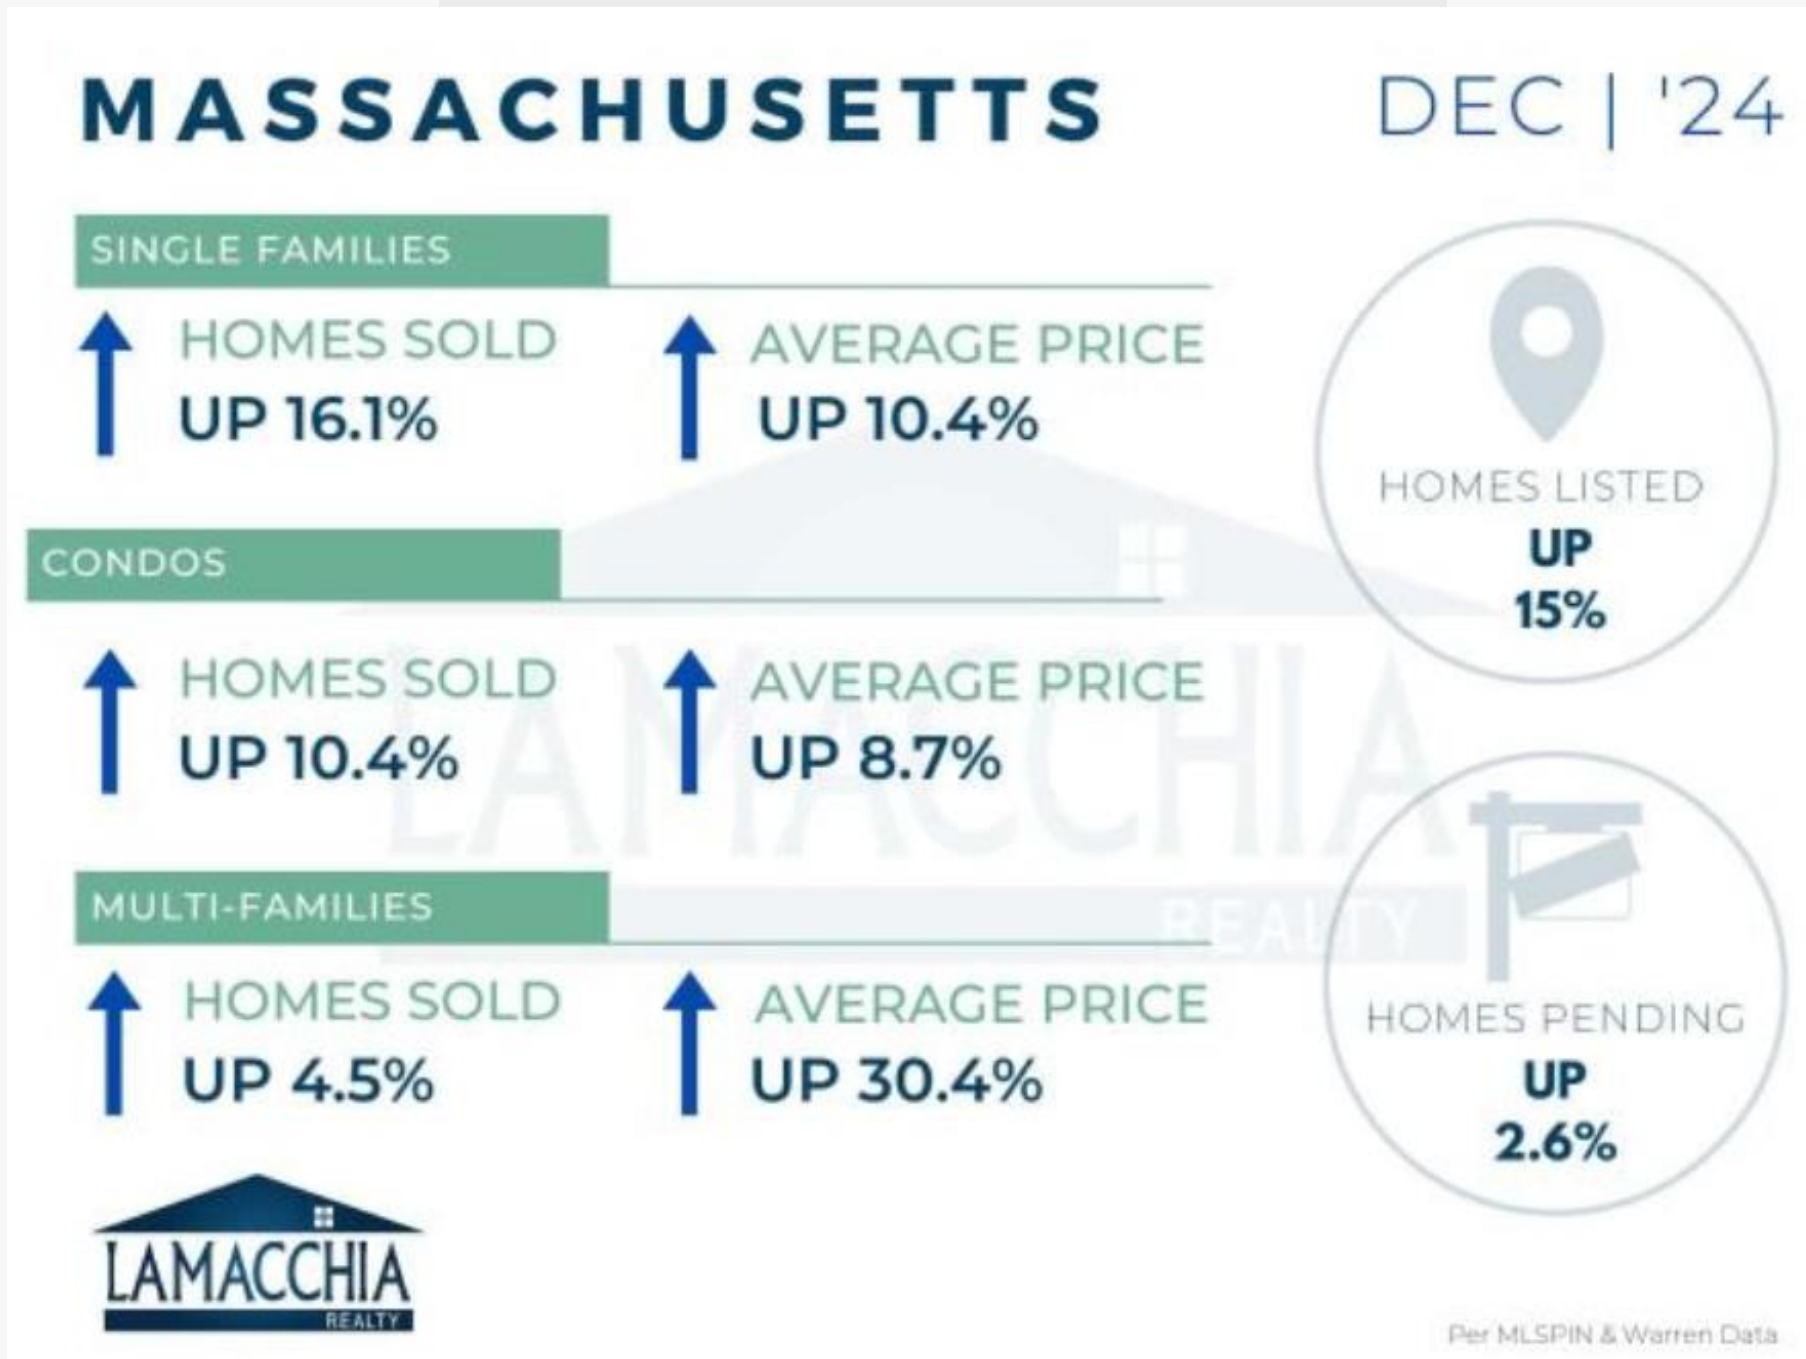 MASSACHUSETTS
DEC | '24
SINGLE FAMILIES
HOMES SOLD
UP 16.1%
AVERAGE PRICE
UP 10.4%
CONDOS
HOMES SOLD
UP 10.4%
AVERAGE PRICE
UP 8.7%
MULTI-FAMILIES
HOMES SOLD
UP 4.5%
AVERAGE PRICE
UP 30.4%
HOMES LISTED
UP
15%
HOMES PENDING
UP
2.6%
LAMACCHIA
REALTY
LAMACCHIA
REALTY
Per MLSPIN & Warren Data